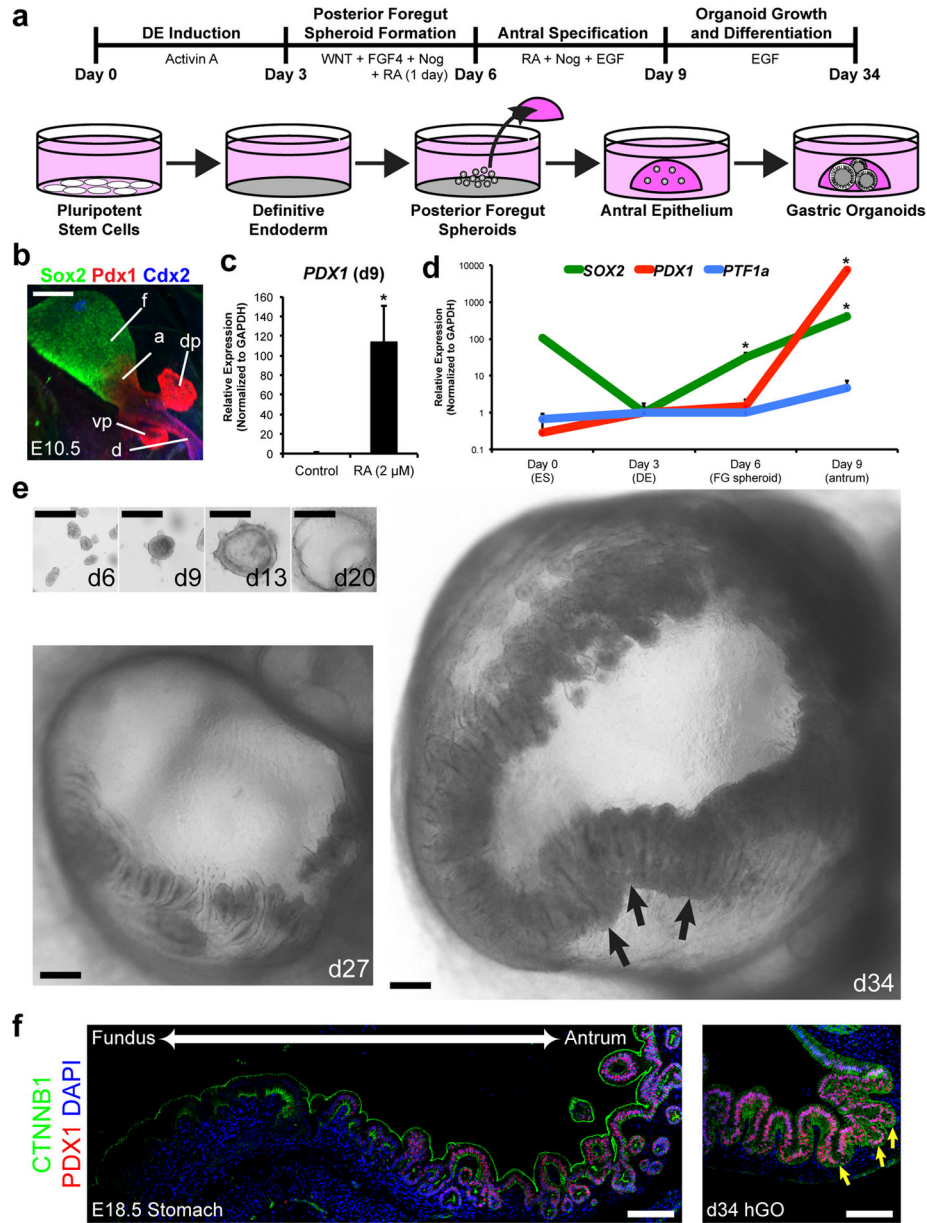 a
DE Induction
Posterior Foregut
Spheroid Formation
Antral Specification
Organoid Growth
and Differentiation
Activin A
WNT + FGF4 + Nog
+ RA (1 day)
RA + Nog + EGF
EGF
Day 0
Day 3
Day 6
Day 9
Day 34
Pluripotent
Stem Cells
Definitive
Endoderm
Posterior Foregut
Spheroids
Antral Epithelium
Gastric Organoids
b
Sox2 Pdx1 Cdx2
f
a
dp
vp
d
E10.5
c
PDX1 (d9)
Relative Expression
(Normalized to GAPDH)
160
140
120
100
80
60
40
20
0
*
Control
RA (2 µM)
d
SOX2 PDX1 PTF1a
Relative Expression
(Normalized to GAPDH)
10000
1000
100
10
1
0.1
*
*
*
Day 0
(ES)
Day 3
(DE)
Day 6
(FG spheroid)
Day 9
(antrum)
e
d6
d9
d13
d20
d27
d34
f
CTNNB1
PDX1 DAPI
Fundus
Antrum
E18.5 Stomach
d34 hGO